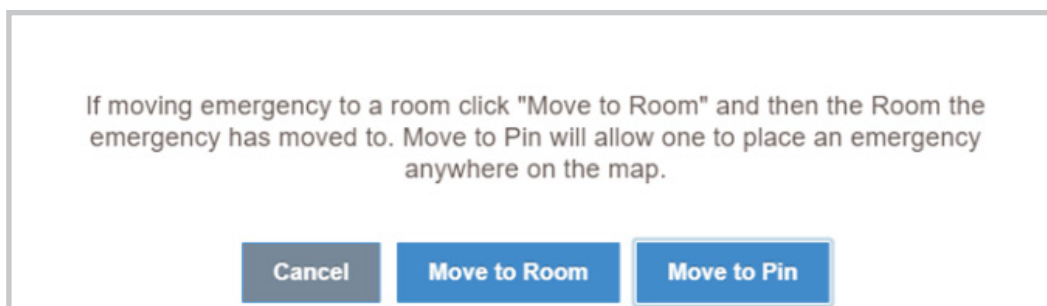 If moving emergency to a room click "Move to Room" and then the Room the
emergency has moved to. Move to Pin will allow one to place an emergency
anywhere on the map.
Cancel Move to Room Move to Pin